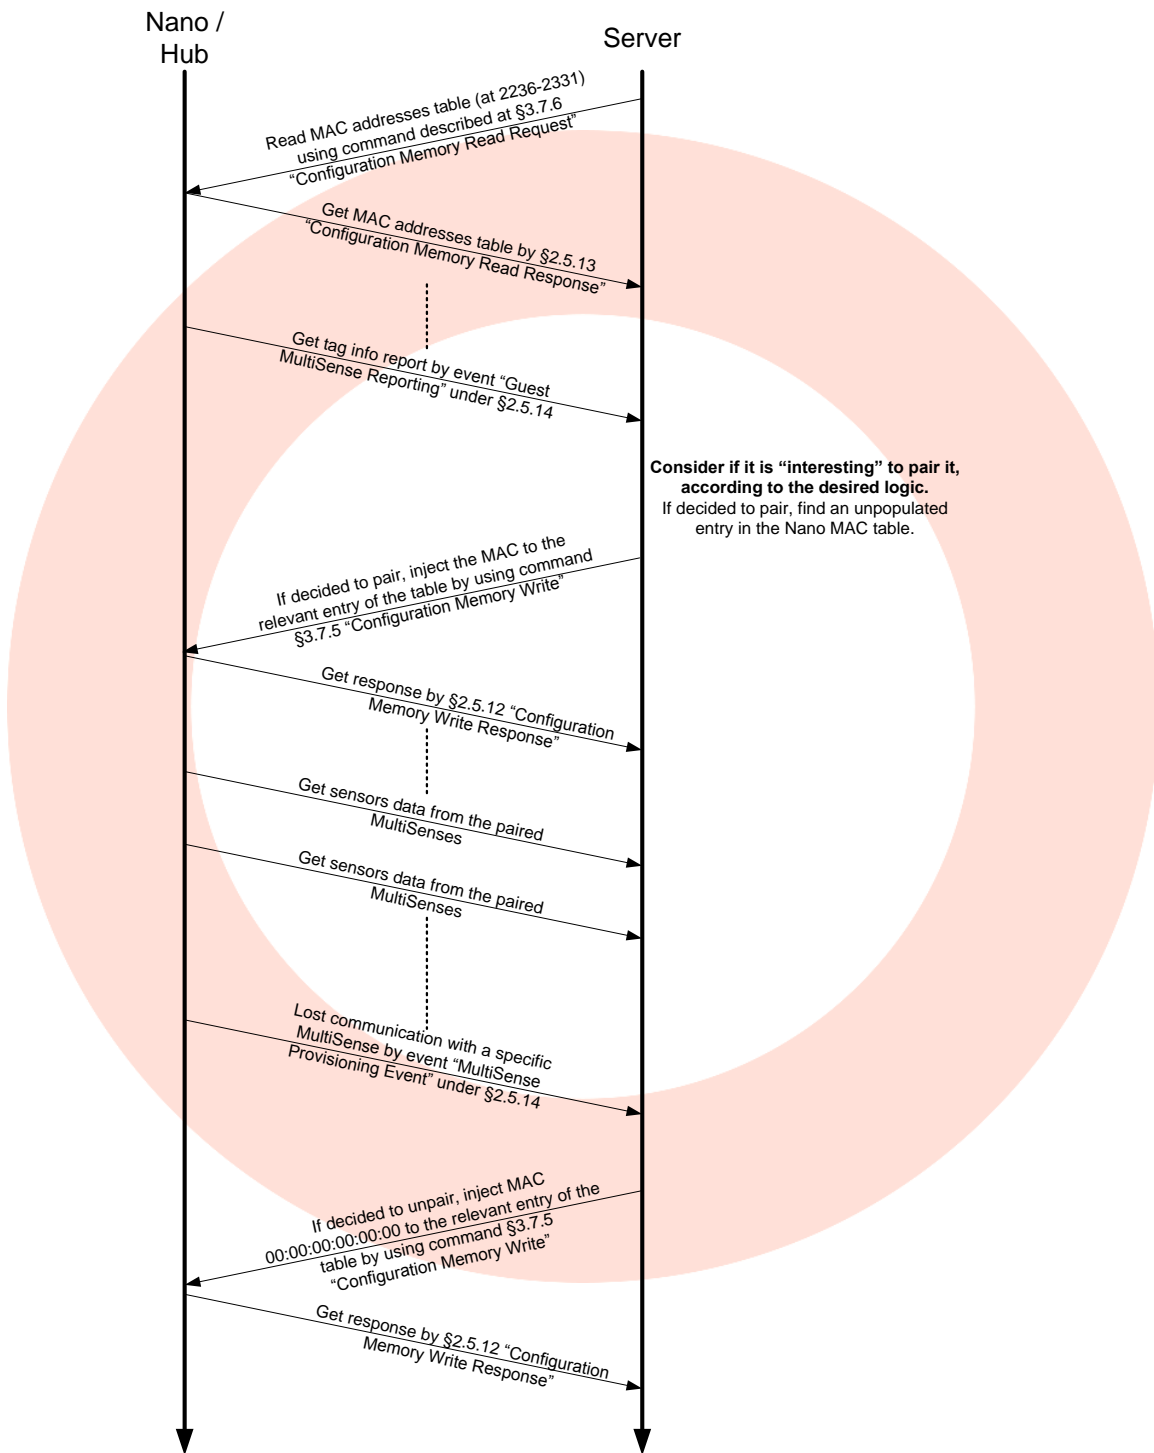 Nano /
Hub
Server
Read MAC addresses table (at 2236-2331)
using command described at §3.7.6
“Configuration Memory Read Request”
Get MAC addresses table by §2.5.13
“Configuration Memory Read Response”
Get tag info report by event “Guest
MultiSense Reporting” under §2.5.14
Consider if it is “interesting” to pair it,
according to the desired logic.
If decided to pair, find an unpopulated
entry in the Nano MAC table.
If decided to pair, inject the MAC to the
relevant entry of the table by using command
§3.7.5 “Configuration Memory Write”
Get response by §2.5.12 “Configuration
Memory Write Response”
Get sensors data from the paired
MultiSenses
Get sensors data from the paired
MultiSenses
Lost communication with a specific
MultiSense by event “MultiSense
Provisioning Event” under §2.5.14
If decided to unpair, inject MAC
00:00:00:00:00:00 to the relevant entry of the
table by using command §3.7.5
“Configuration Memory Write”
Get response by §2.5.12 “Configuration
Memory Write Response”